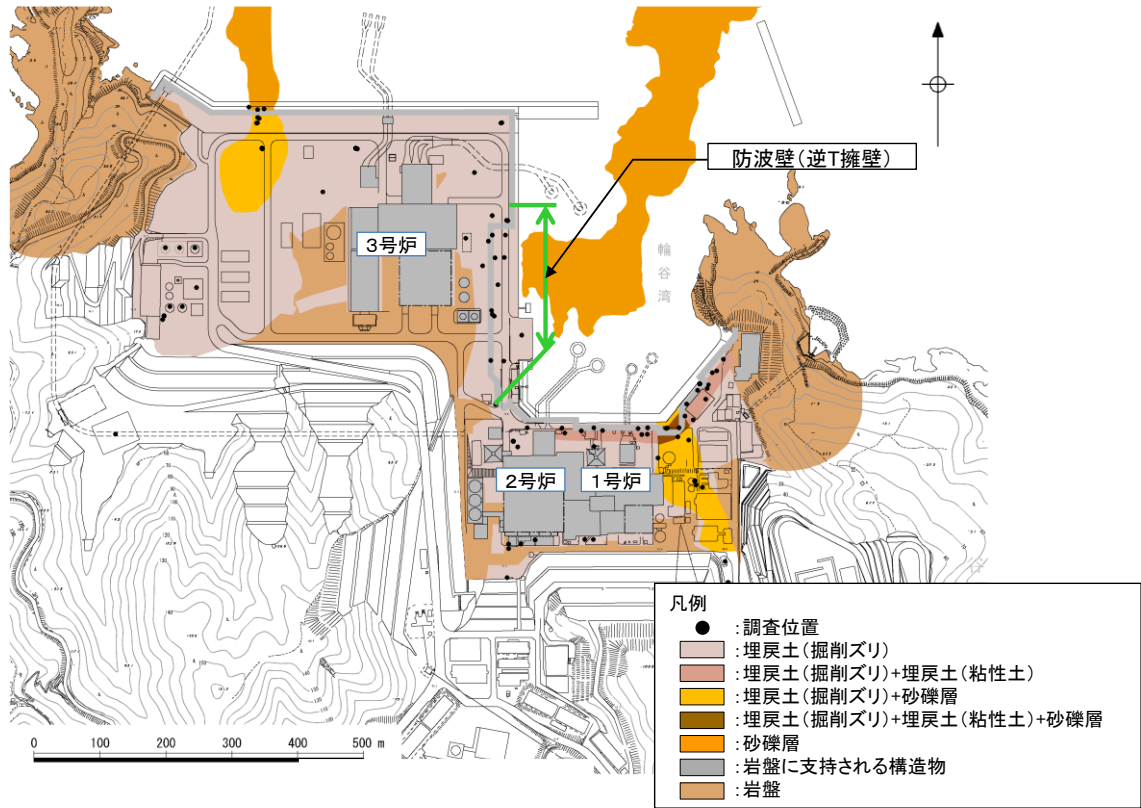 防波壁(逆T擁壁)
3号炉
輪谷湾
2号炉
1号炉
凡例
●:調査位置
:埋戻土(掘削ズリ)
:埋戻土(掘削ズリ)+埋戻土(粘性土)
:埋戻土(掘削ズリ)+砂礫層
:埋戻土(掘削ズリ)+埋戻土(粘性土)+砂礫層
:砂礫層
:岩盤に支持される構造物
:岩盤
0 100 200 300 400 500 m